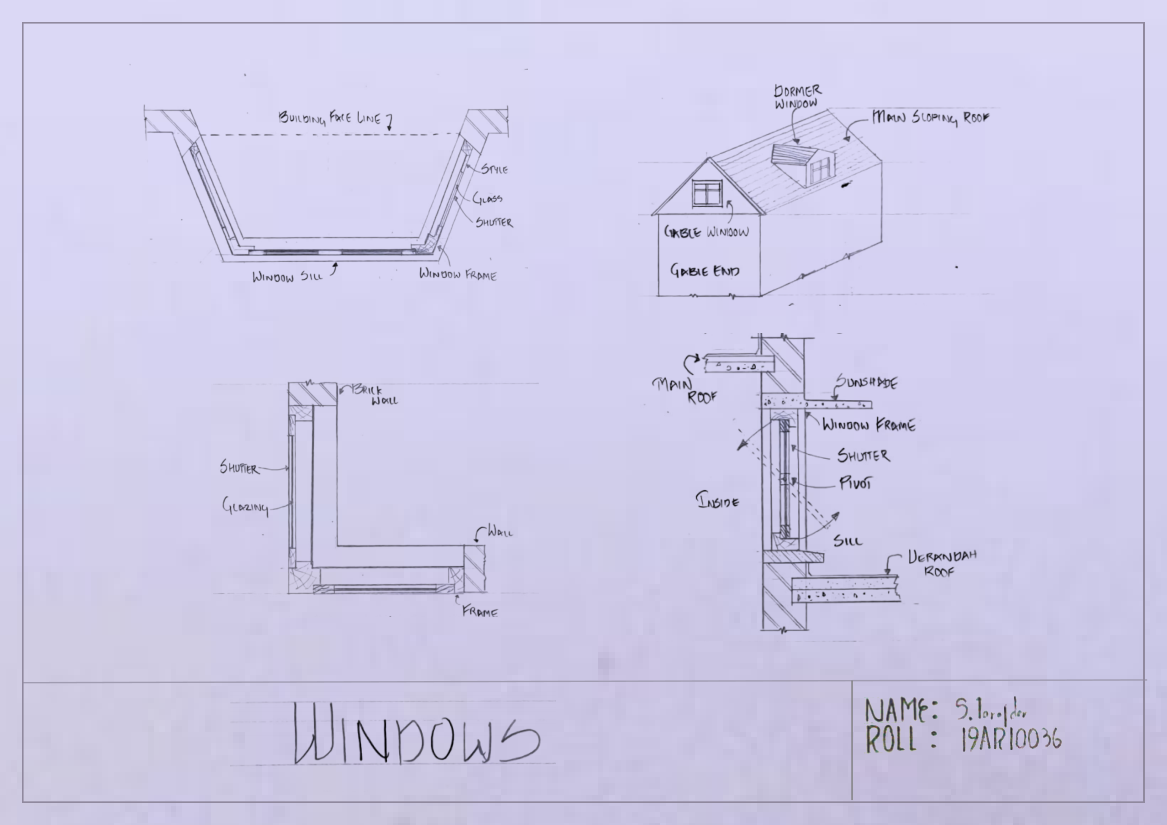 BUILDING FACE LINE
STYLE
GLASS
SHUTTER
WINDOW SILL
WINDOW FRAME
DORMER
WINDOW
MAIN SLOPING ROOF
GABLE WINDOW
GABLE END
BRICK
WALL
SHUTTER
GLAZING
WALL
FRAME
MAIN
ROOF
SUNSHADE
WINDOW FRAME
SHUTTER
PIVOT
INSIDE
SILL
VERANDAH
ROOF
WINDOWS
NAME: S.
ROLL : 19AR10036